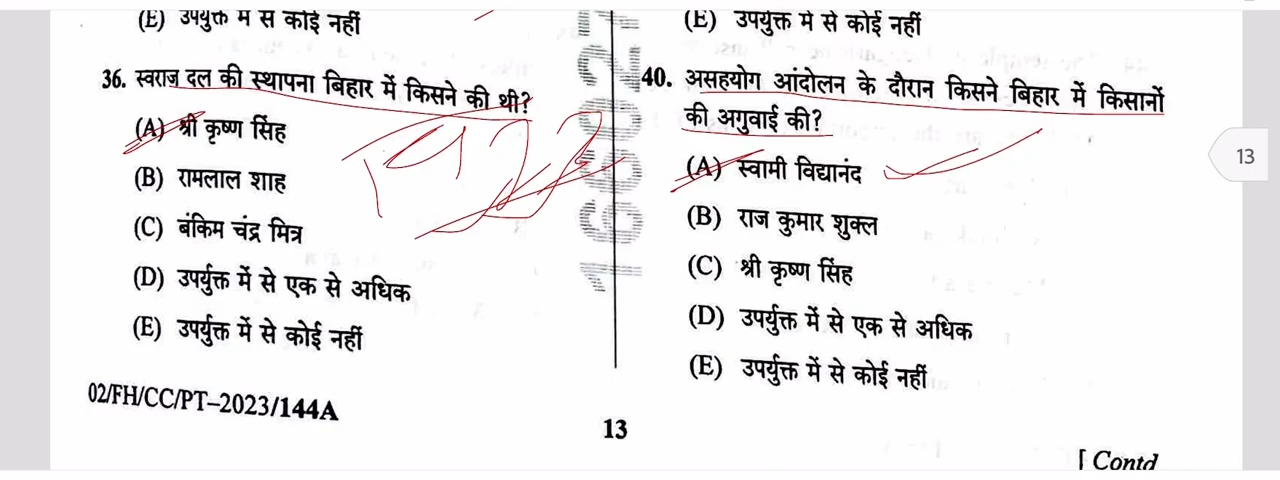 (E) उपर्युक्त में से कोई नहीं
36. स्वराज दल की स्थापना बिहार में किसने की थी?
(A) श्री कृष्ण सिंह
(B) रामलाल शाह
(C) बंकिम चंद्र मित्र
(D) उपर्युक्त में से एक से अधिक
(E) उपर्युक्त में से कोई नहीं
02/FH/CC/PT–2023/144A
(E) उपर्युक्त में से कोई नहीं
40. असहयोग आंदोलन के दौरान किसने बिहार में किसानों
की अगुवाई की?
(A) स्वामी विद्यानंद
(B) राज कुमार शुक्ल
(C) श्री कृष्ण सिंह
(D) उपर्युक्त में से एक से अधिक
(E) उपर्युक्त में से कोई नहीं
13
[ Contd
13